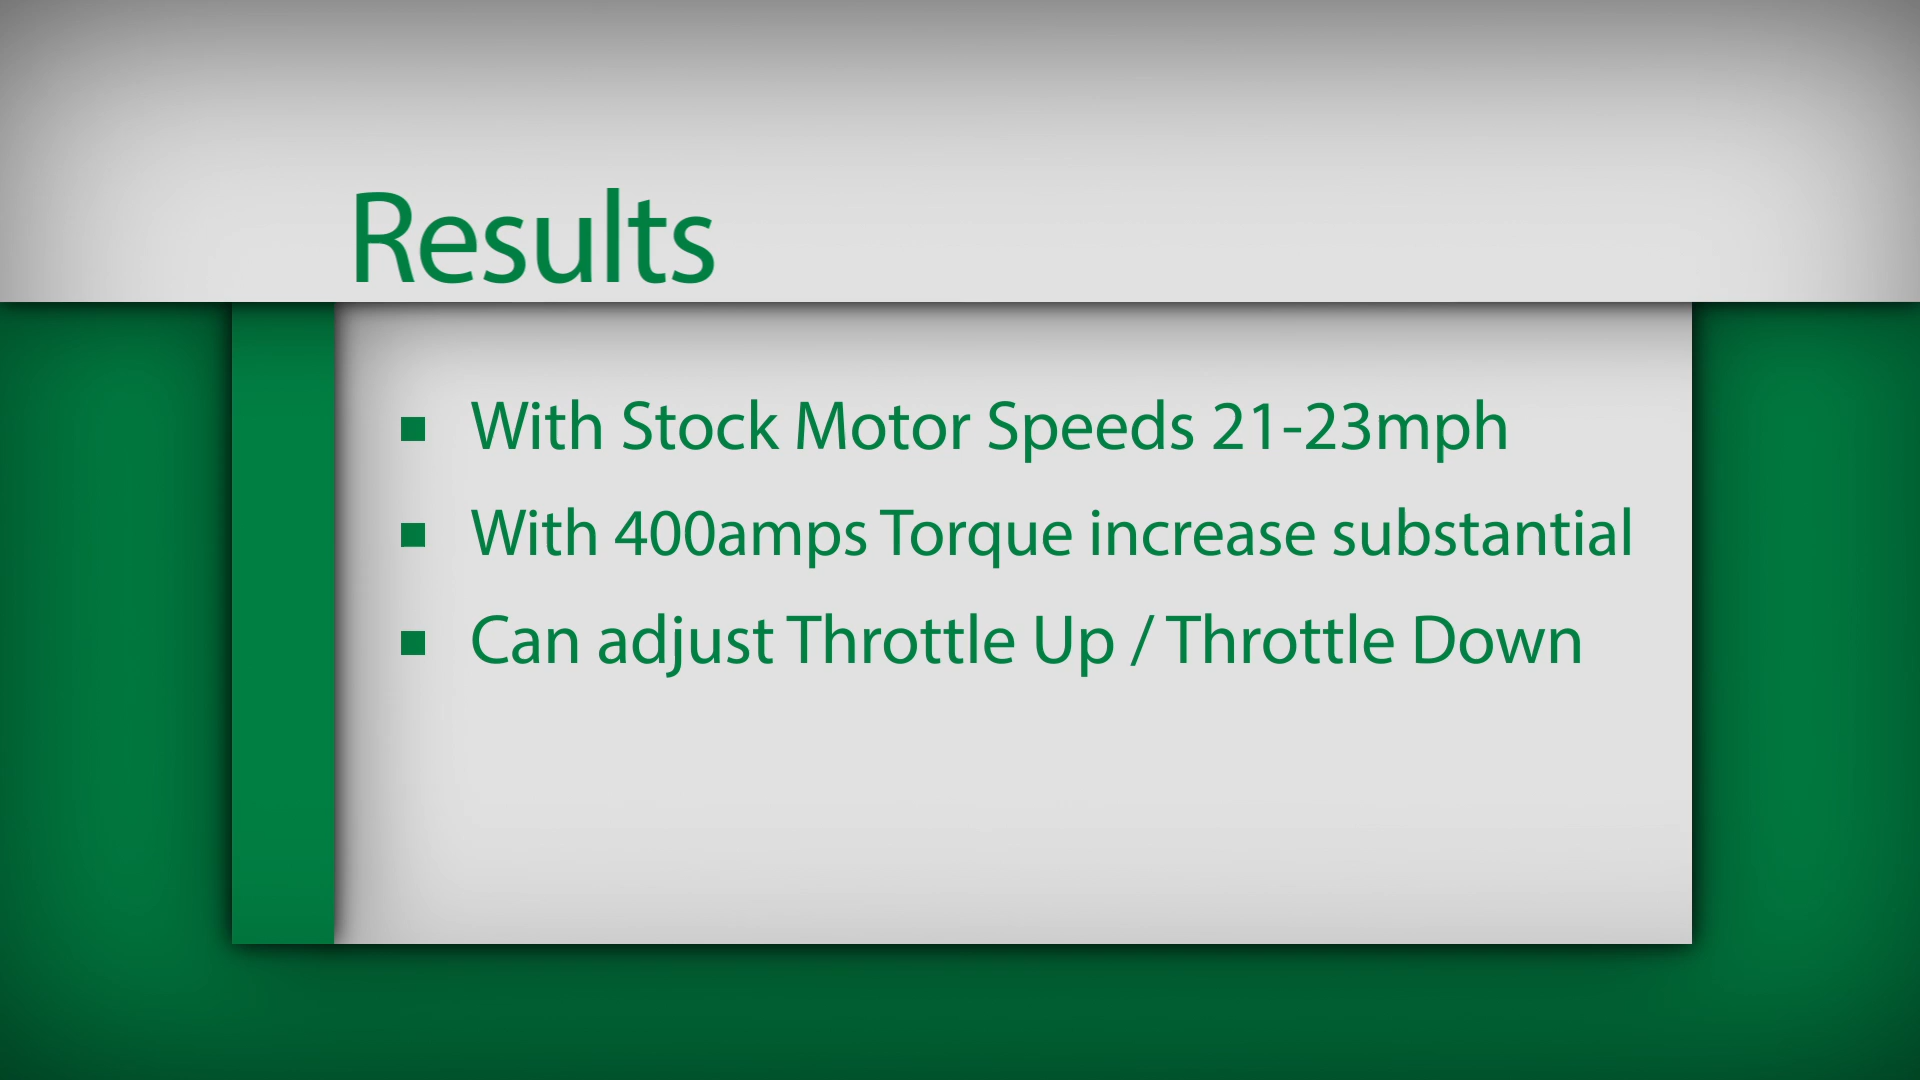 Results
With Stock Motor Speeds 21-23mph
With 400amps Torque increase substantial
Can adjust Throttle Up / Throttle Down